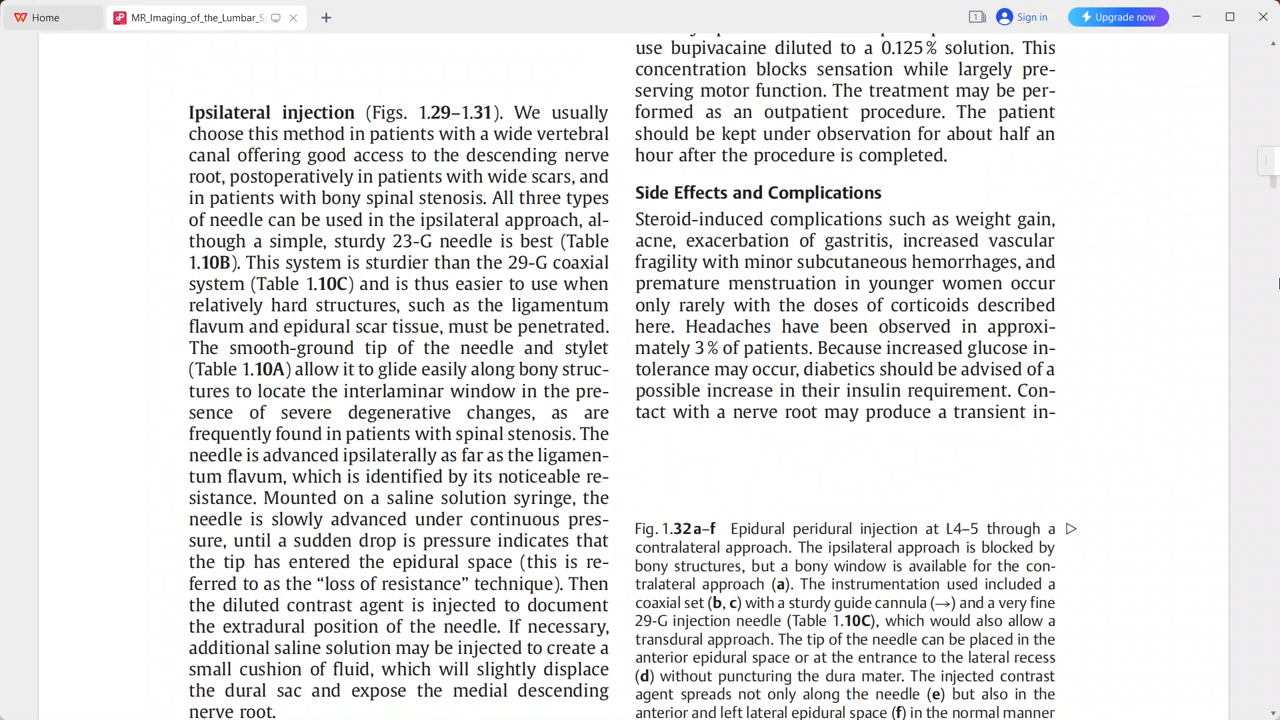 Home
MR_Imaging_of_the_Lumbar_S
1
Sign in
Upgrade now
Ipsilateral injection (Figs. 1.29–1.31). We usually
choose this method in patients with a wide vertebral
canal offering good access to the descending nerve
root, postoperatively in patients with wide scars, and
in patients with bony spinal stenosis. All three types
of needle can be used in the ipsilateral approach, al-
though a simple, sturdy 23-G needle is best (Table
1.10B). This system is sturdier than the 29-G coaxial
system (Table 1.10C) and is thus easier to use when
relatively hard structures, such as the ligamentum
flavum and epidural scar tissue, must be penetrated.
The smooth-ground tip of the needle and stylet
(Table 1.10A) allow it to glide easily along bony struc-
tures to locate the interlaminar window in the pre-
sence of severe degenerative changes, as are
frequently found in patients with spinal stenosis. The
needle is advanced ipsilaterally as far as the ligamen-
tum flavum, which is identified by its noticeable re-
sistance. Mounted on a saline solution syringe, the
needle is slowly advanced under continuous pres-
sure, until a sudden drop is pressure indicates that
the tip has entered the epidural space (this is re-
ferred to as the “loss of resistance” technique). Then
the diluted contrast agent is injected to document
the extradural position of the needle. If necessary,
additional saline solution may be injected to create a
small cushion of fluid, which will slightly displace
the dural sac and expose the medial descending
nerve root.
use bupivacaine diluted to a 0.125 % solution. This
concentration blocks sensation while largely pre-
serving motor function. The treatment may be per-
formed as an outpatient procedure. The patient
should be kept under observation for about half an
hour after the procedure is completed.
Side Effects and Complications
Steroid-induced complications such as weight gain,
acne, exacerbation of gastritis, increased vascular
fragility with minor subcutaneous hemorrhages, and
premature menstruation in younger women occur
only rarely with the doses of corticoids described
here. Headaches have been observed in approxi-
mately 3 % of patients. Because increased glucose in-
tolerance may occur, diabetics should be advised of a
possible increase in their insulin requirement. Con-
tact with a nerve root may produce a transient in-
Fig. 1.32 a–f Epidural peridural injection at L4–5 through a ▷
contralateral approach. The ipsilateral approach is blocked by
bony structures, but a bony window is available for the con-
tralateral approach (a). The instrumentation used included a
coaxial set (b, c) with a sturdy guide cannula (→) and a very fine
29-G injection needle (Table 1.10C), which would also allow a
transdural approach. The tip of the needle can be placed in the
anterior epidural space or at the entrance to the lateral recess
(d) without puncturing the dura mater. The injected contrast
agent spreads not only along the needle (e) but also in the
anterior and left lateral epidural space (f) in the normal manner